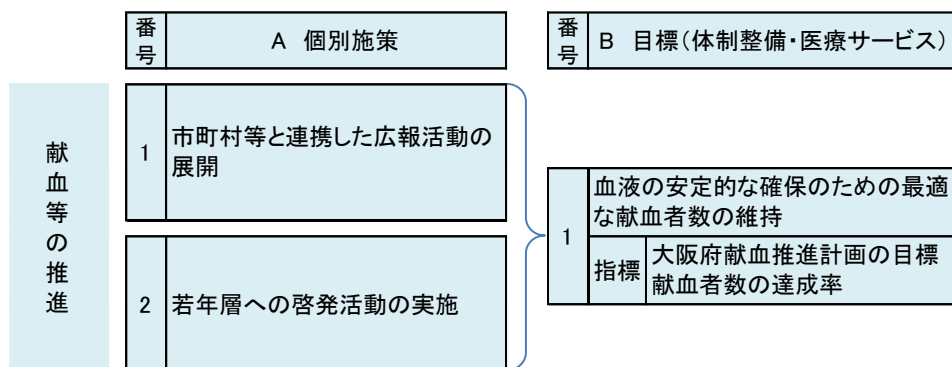 番号
A 個別施策
番号
B 目標(体制整備・医療サービス)
献血等の推進
1
市町村等と連携した広報活動の
展開
2
若年層への啓発活動の実施
1
血液の安定的な確保のための最適
な献血者数の維持
指標
大阪府献血推進計画の目標
献血者数の達成率